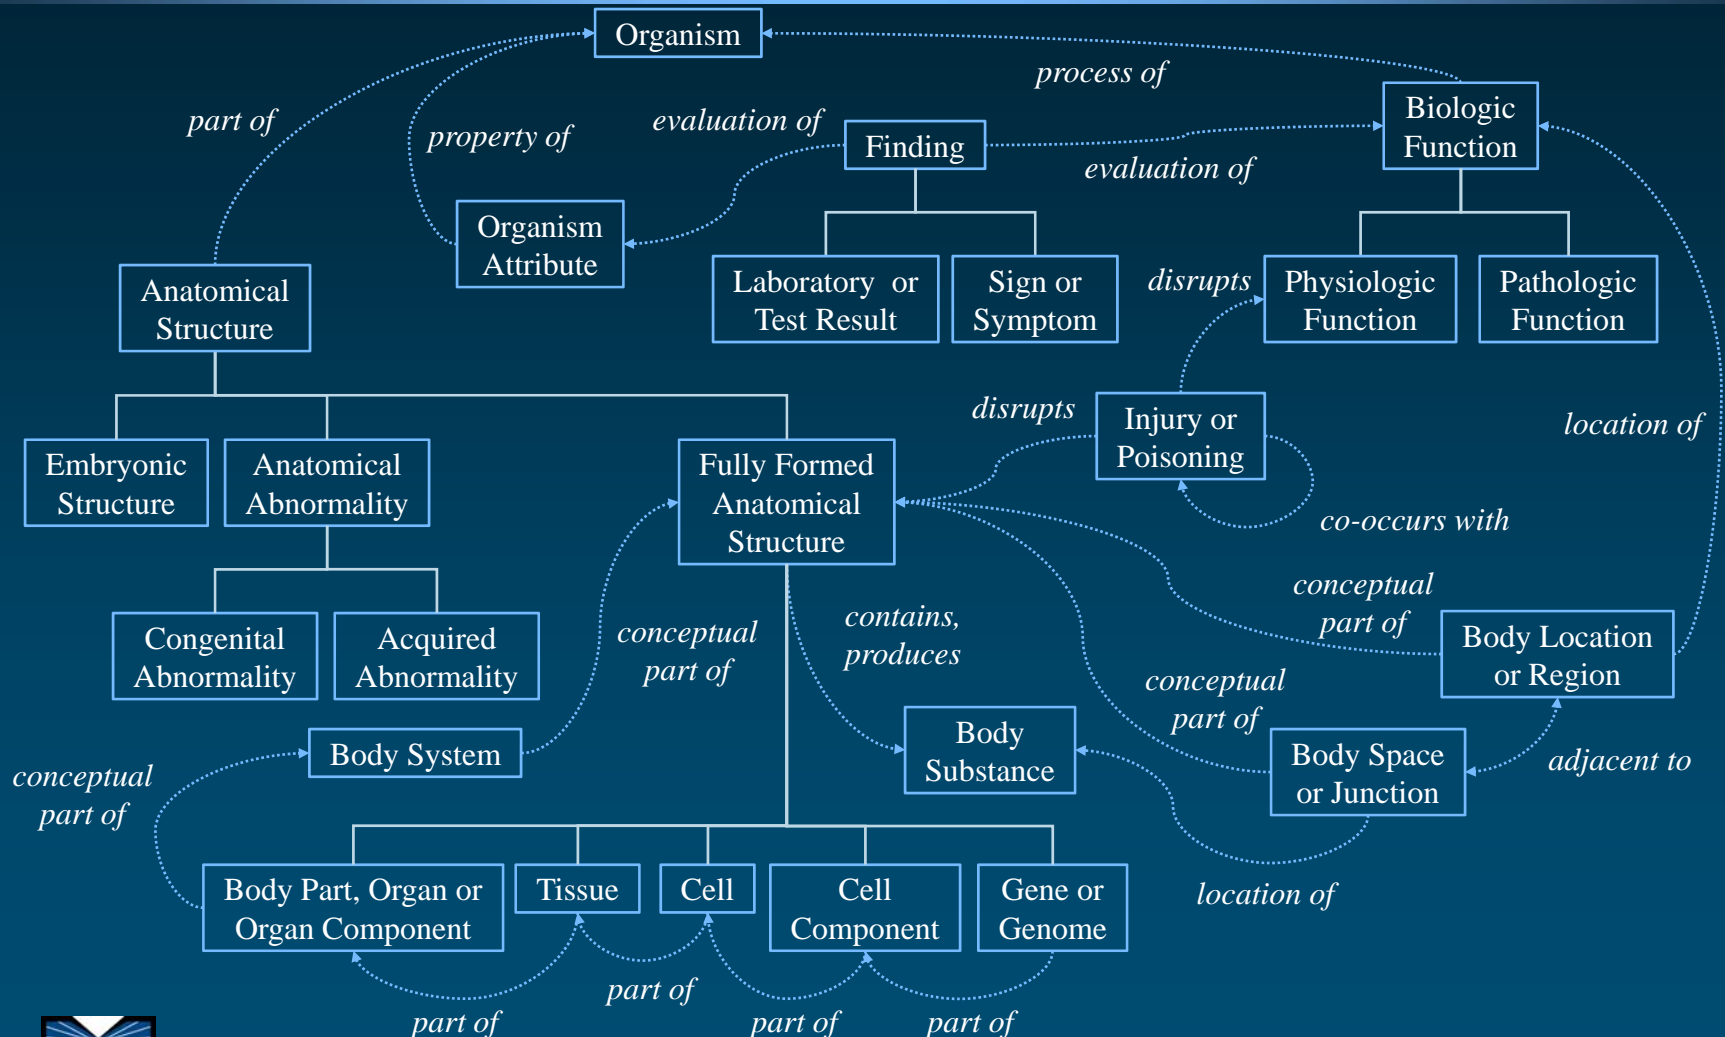 Organism
process of
Biologic
Function
part of
property of
evaluation of
Finding
evaluation of
Organism
Attribute
Laboratory or
Test Result
Sign or
Symptom
disrupts
Physiologic
Function
Pathologic
Function
Anatomical
Structure
disrupts
Injury or
Poisoning
location of
Embryonic
Structure
Anatomical
Abnormality
Fully Formed
Anatomical
Structure
co-occurs with
Congenital
Abnormality
Acquired
Abnormality
conceptual
part of
contains,
produces
conceptual
part of
Body Location
or Region
conceptual
part of
Body System
Body
Substance
Body Space
or Junction
adjacent to
conceptual
part of
Body Part, Organ or
Organ Component
Tissue
Cell
Cell
Component
Gene or
Genome
location of
part of
part of
part of
part of